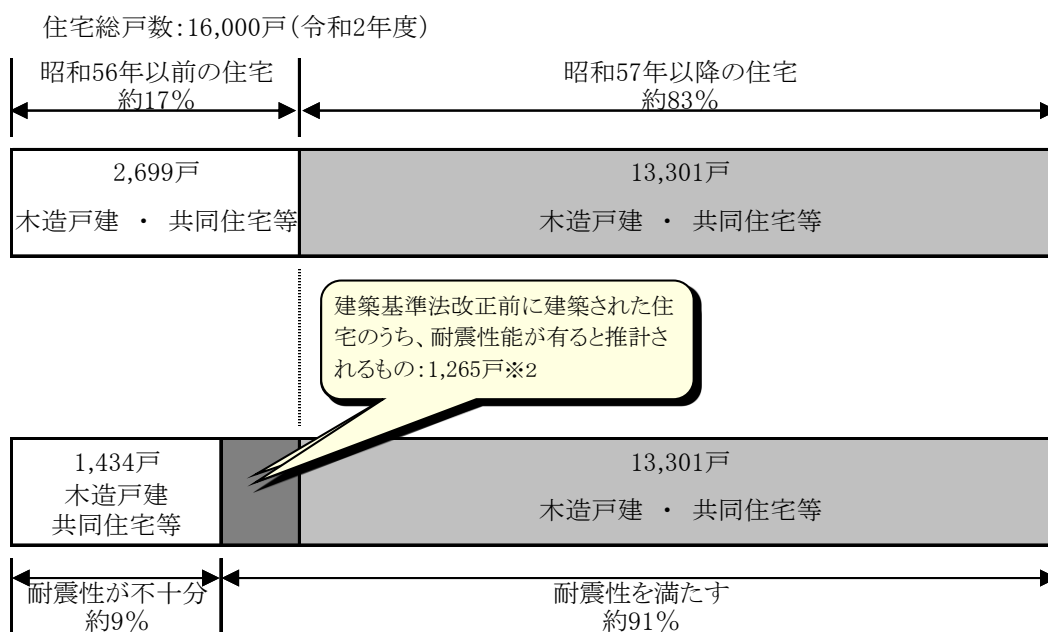 住宅総戸数:16,000戸(令和2年度)
昭和56年以前の住宅
約17%
昭和57年以降の住宅
約83%
2,699戸
木造戸建 ・ 共同住宅等
13,301戸
木造戸建 ・ 共同住宅等
建築基準法改正前に建築された住
宅のうち、耐震性能が有ると推計さ
れるもの:1,265戸※2
1,434戸
木造戸建
共同住宅等
13,301戸
木造戸建 ・ 共同住宅等
耐震性が不十分
約9%
耐震性を満たす
約91%